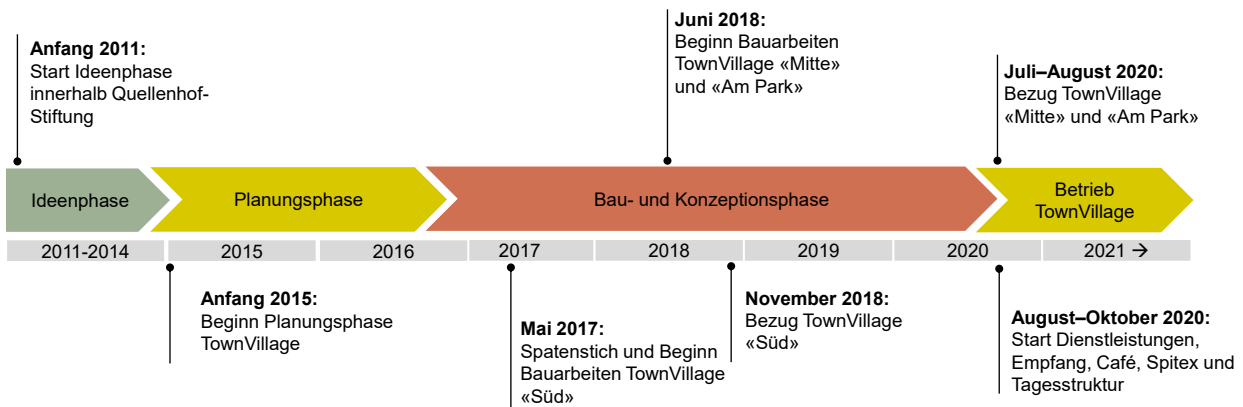 Anfang 2011:
Start Ideenphase
innerhalb Quellenhof-
Stiftung
Juni 2018:
Beginn Bauarbeiten
TownVillage «Mitte»
und «Am Park»
Juli–August 2020:
Bezug TownVillage
«Mitte» und «Am Park»
Ideenphase
Planungsphase
Bau- und Konzeptionsphase
Betrieb
TownVillage
2011-2014
2015
2016
2017
2018
2019
2020
2021 →
Anfang 2015:
Beginn Planungsphase
TownVillage
Mai 2017:
Spatenstich und Beginn
Bauarbeiten TownVillage
«Süd»
November 2018:
Bezug TownVillage
«Süd»
August–Oktober 2020:
Start Dienstleistungen,
Empfang, Café, Spitex und
Tagesstruktur